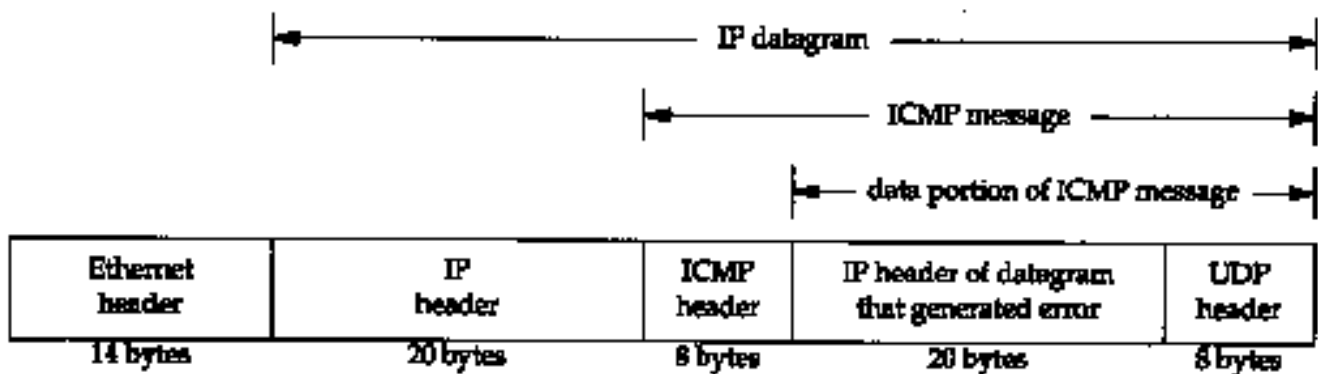 IP datagram
ICMP message
data portion of ICMP message
Ethernet
header
IP
header
ICMP
header
IP header of datagram
that generated error
UDP
header
14 bytes
20 bytes
8 bytes
20 bytes
8 bytes